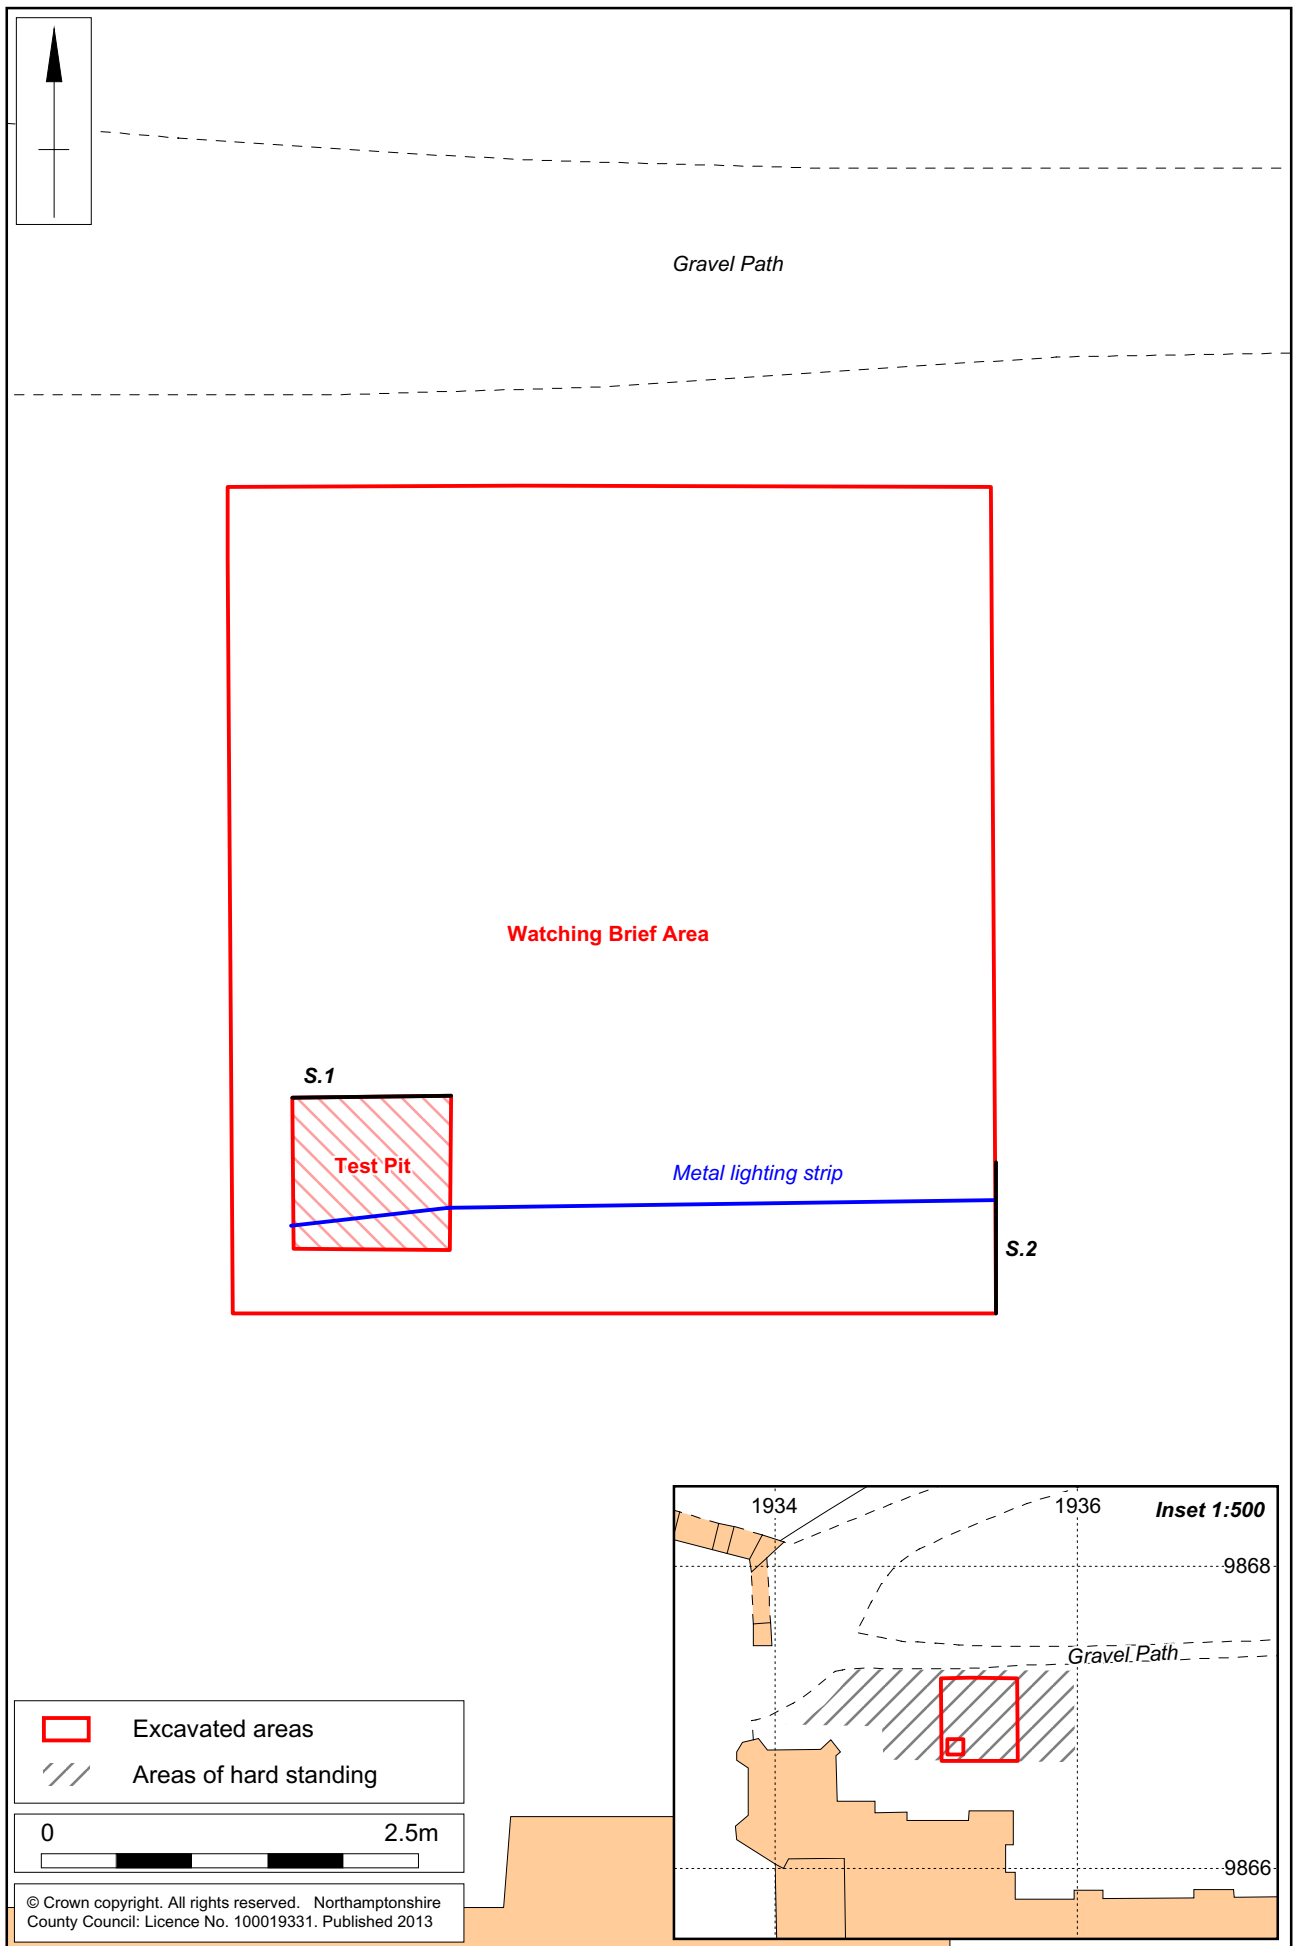 Gravel Path
Watching Brief Area
S.1
Test Pit
Metal lighting strip
S.2
1934
1936
Inset 1:500
9868
Gravel Path
9866
Excavated areas
Areas of hard standing
0
2.5m
© Crown copyright. All rights reserved. Northamptonshire
County Council: Licence No. 100019331. Published 2013